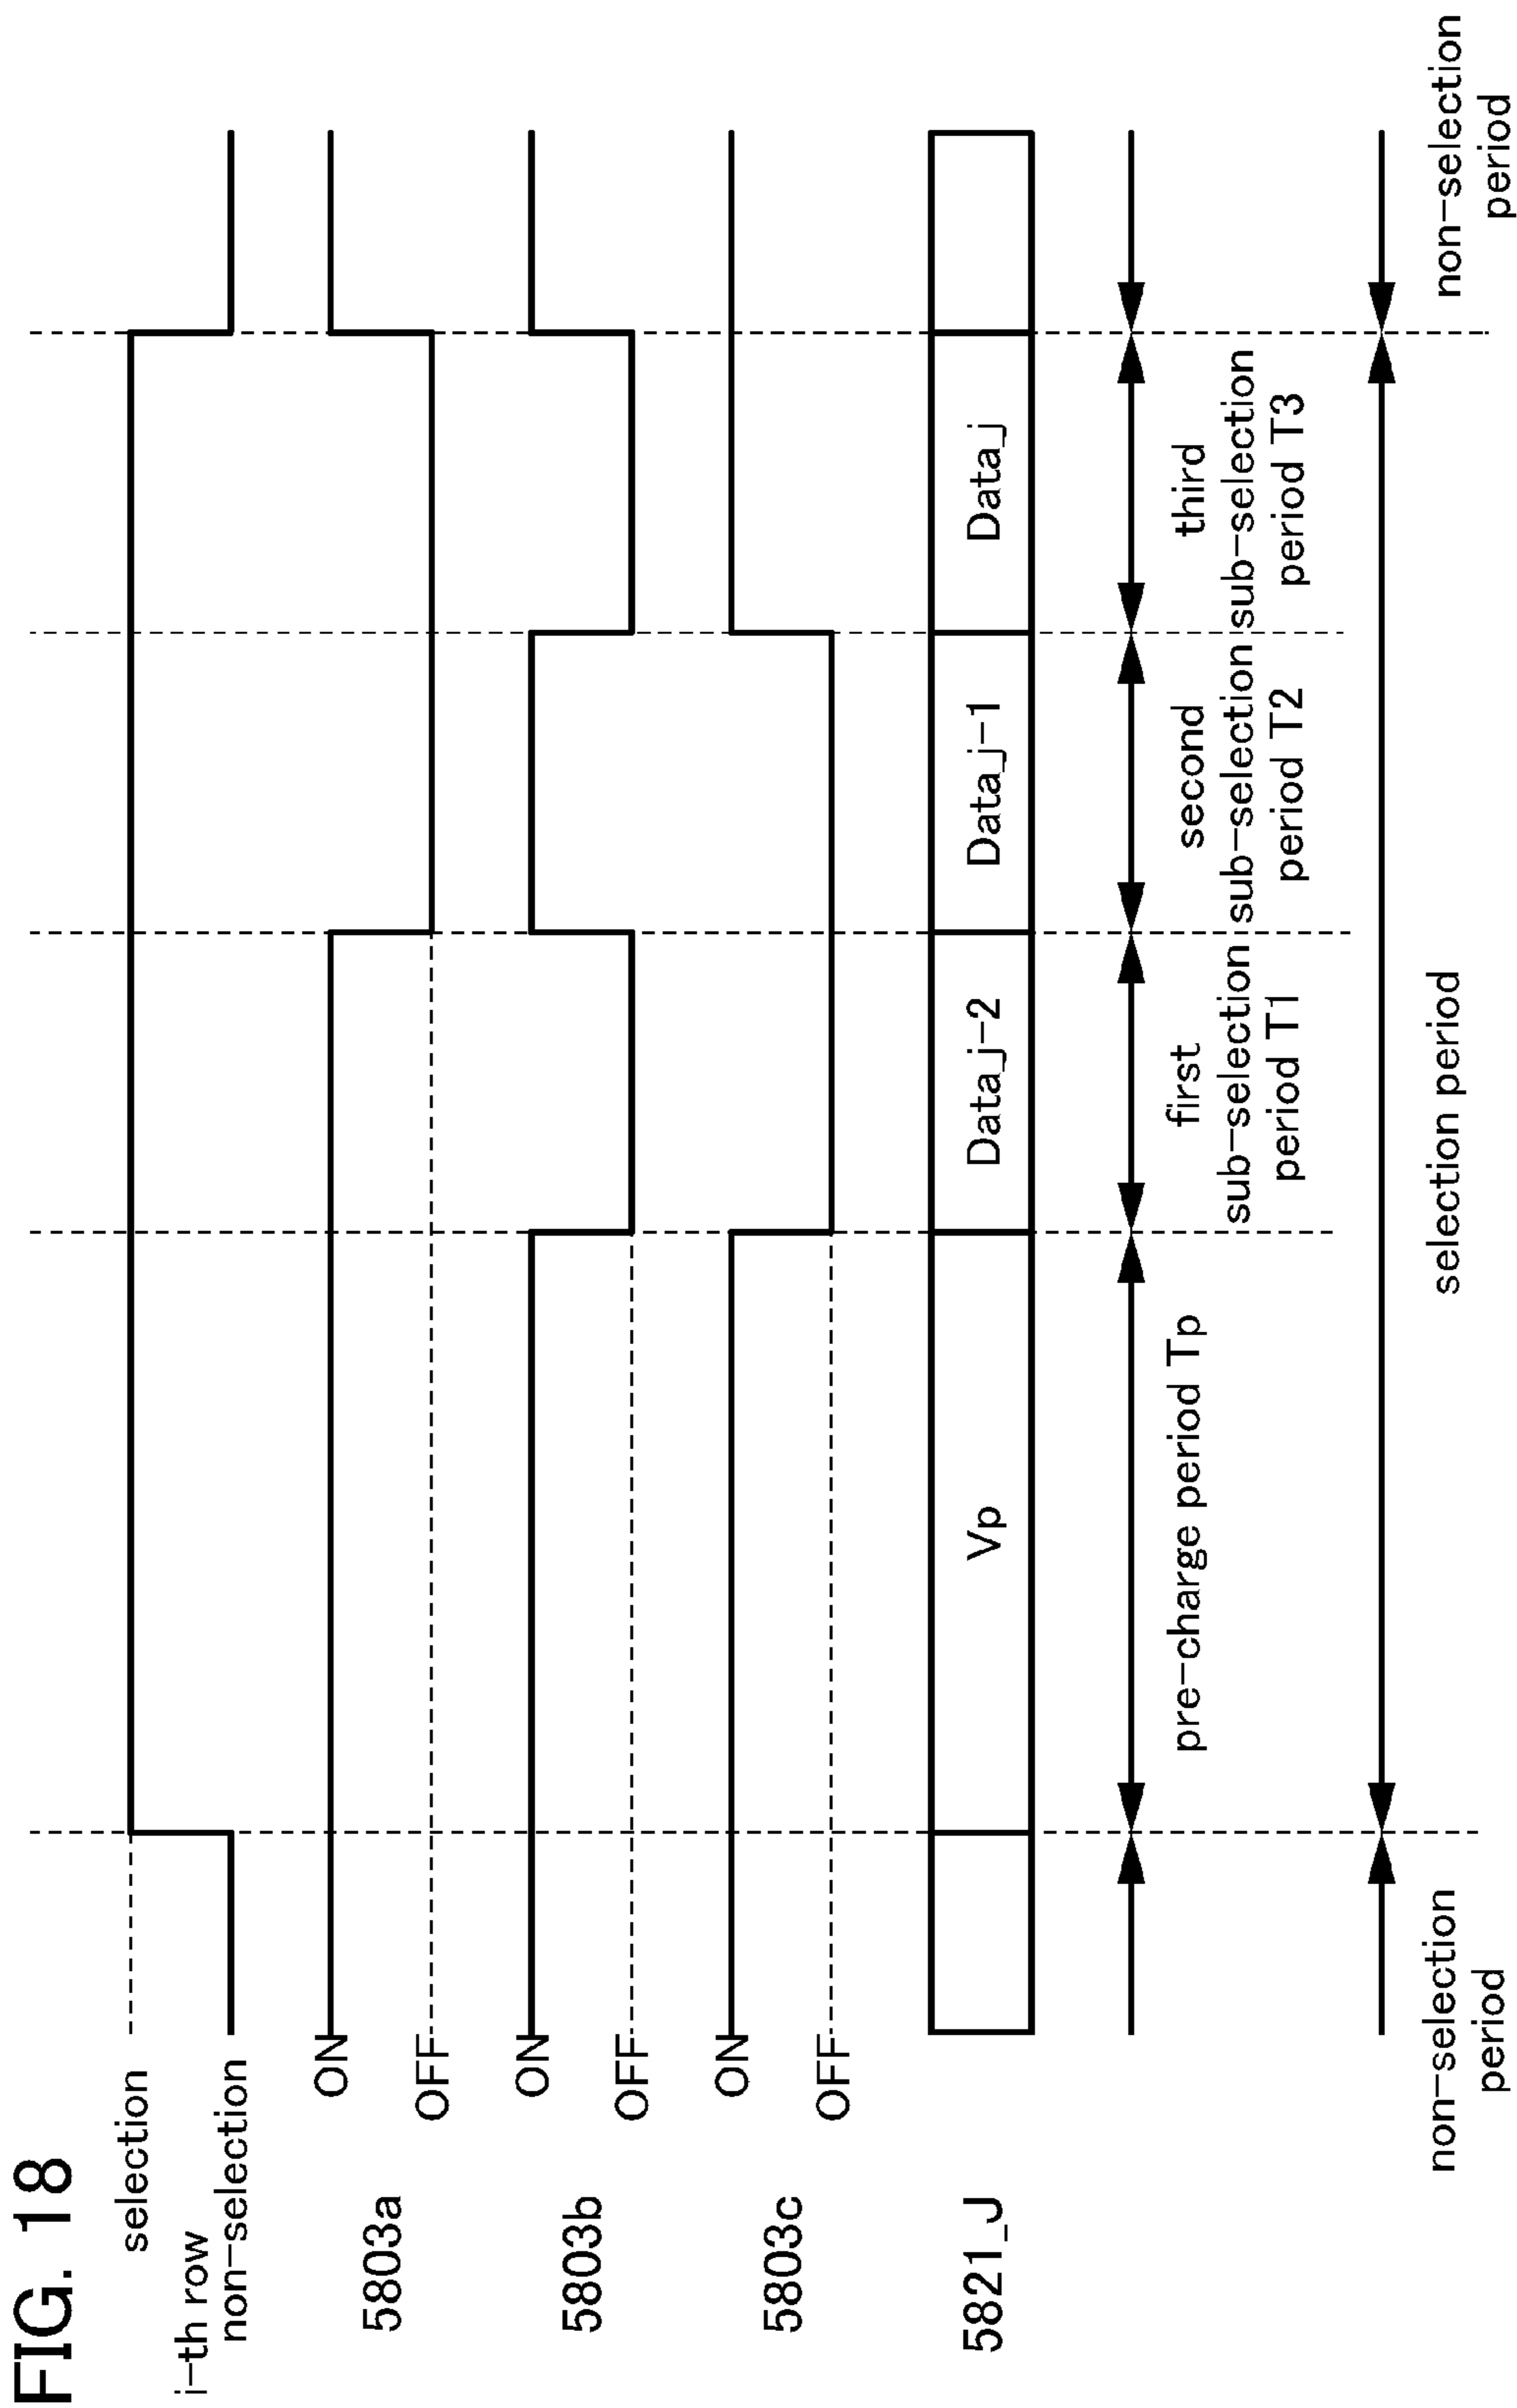 FIG. 18
selection
i-th row
non-selection
5803a
ON
OFF
5803b
ON
OFF
5803c
ON
OFF
5821_J
Vp
Data_j-2
Data_j-1
Data_j
pre-charge period Tp
first
sub-selection
period T1
second
sub-selection
period T2
third
sub-selection
period T3
non-selection
period
selection period
non-selection
period